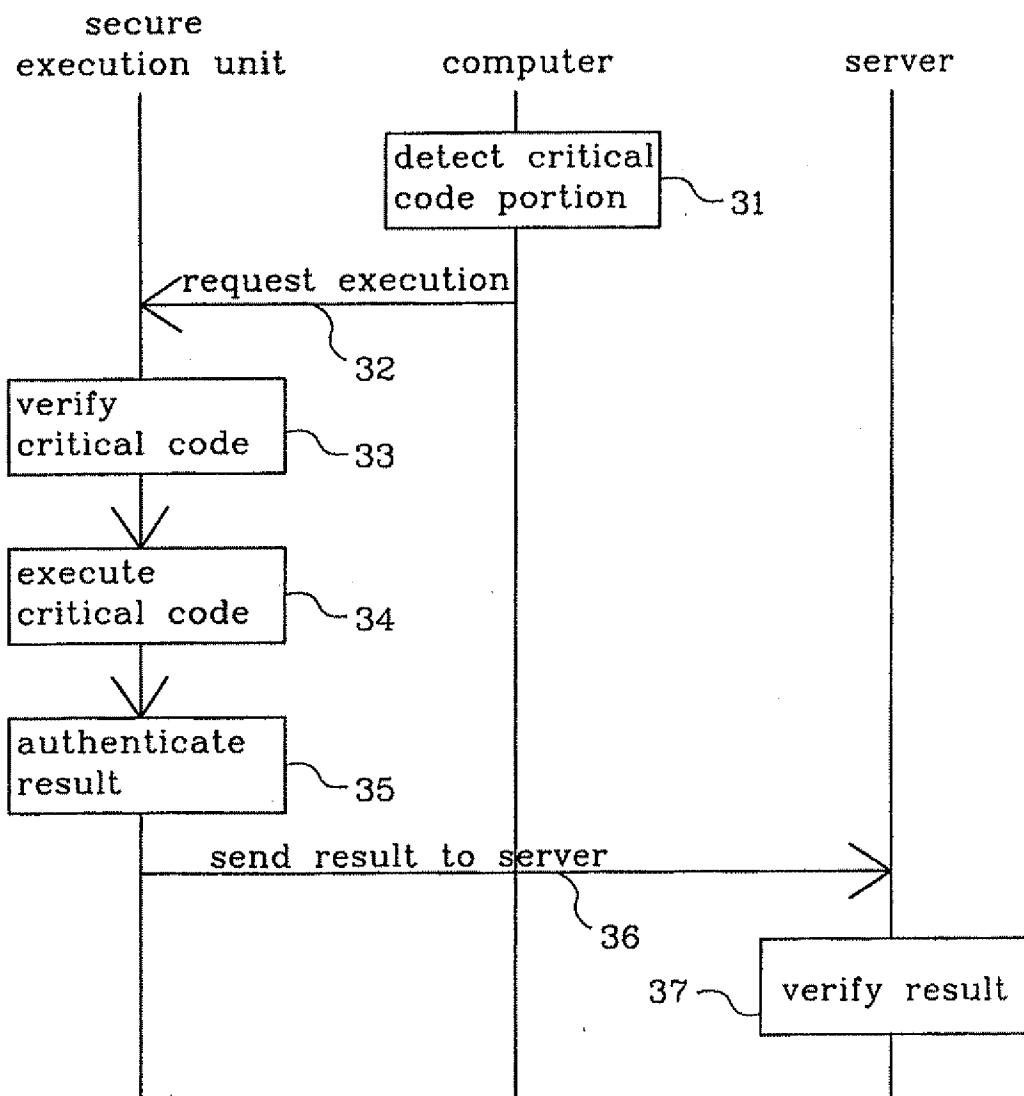 secure
execution unit
computer
server
detect critical
code portion
31
request execution
32
verify
critical code
33
execute
critical code
34
authenticate
result
35
send result to server
36
37
verify result